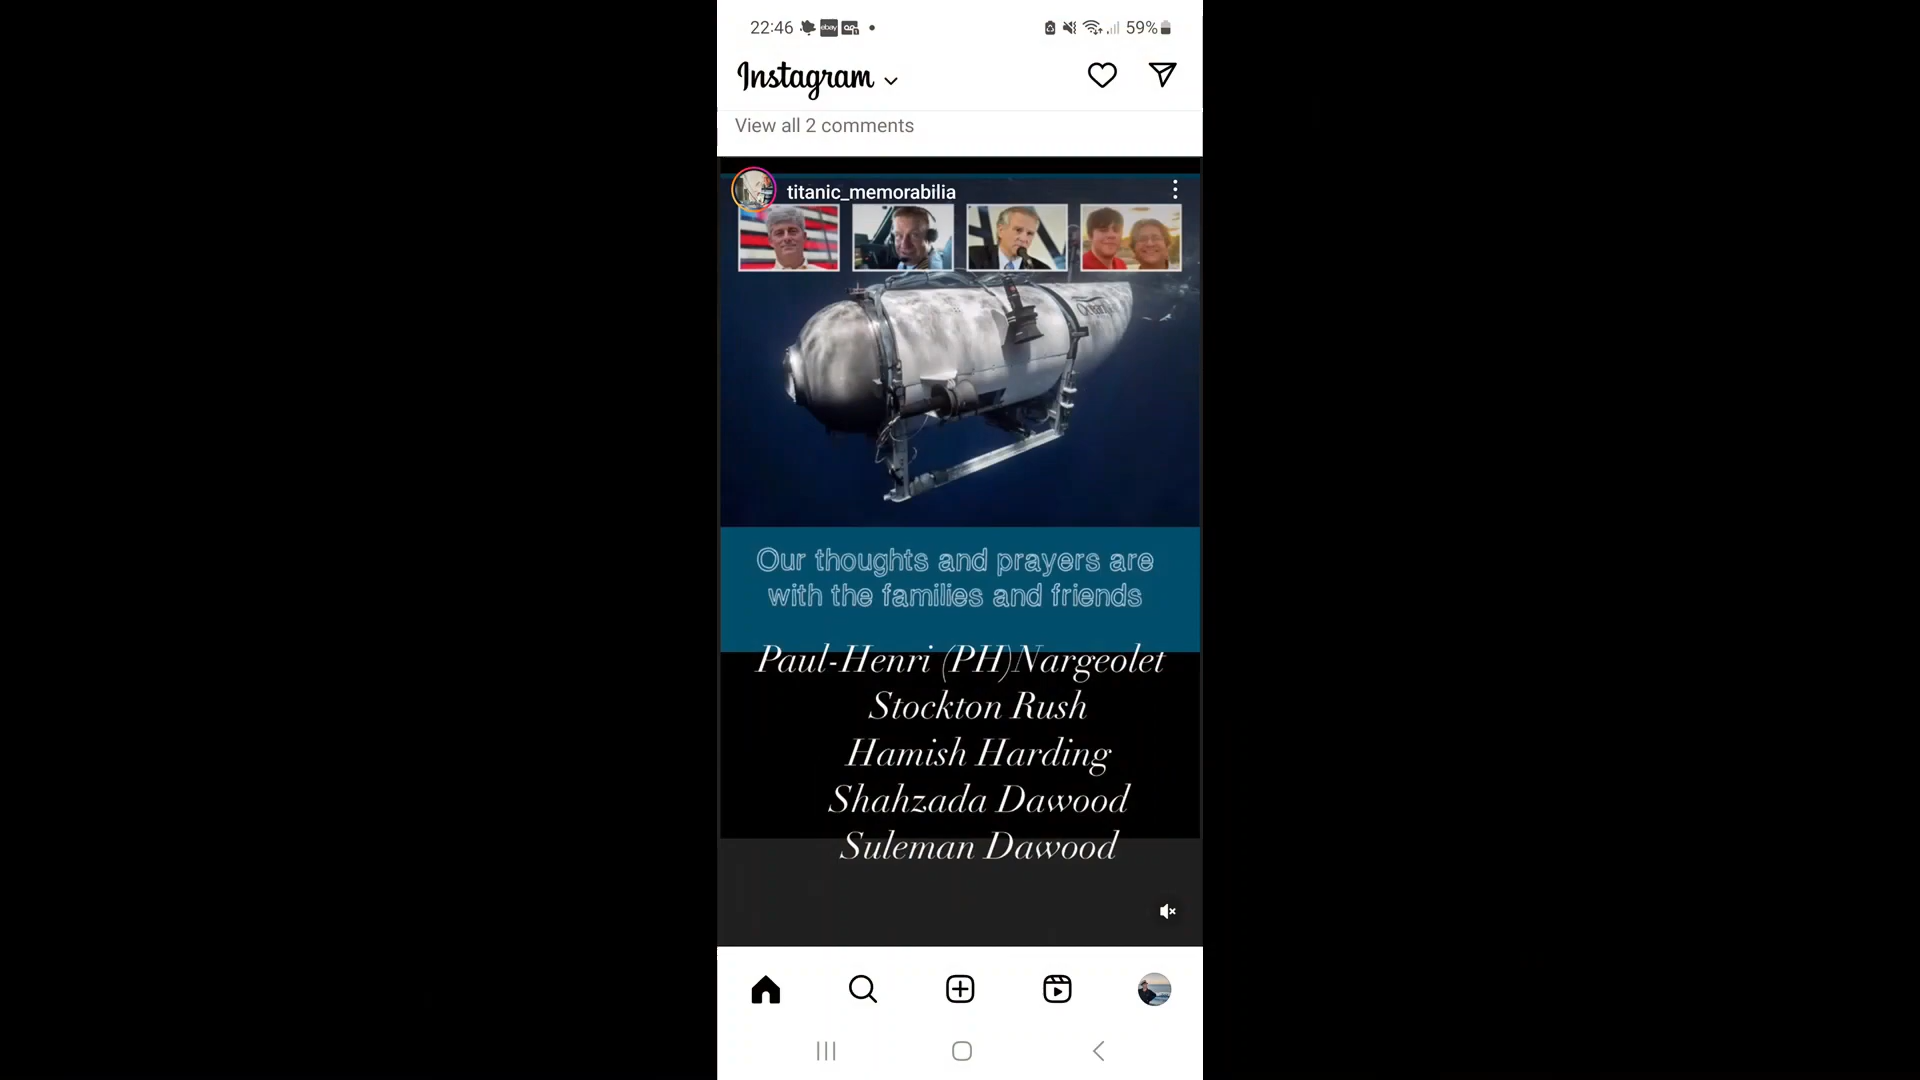 22:46
59%
Instagram
View all 2 comments
titanic_memorabilia
Our thoughts and prayers are
with the families and friends
Paul-Henri (PH)Nargeolet
Stockton Rush
Hamish Harding
Shahzada Dawood
Suleman Dawood